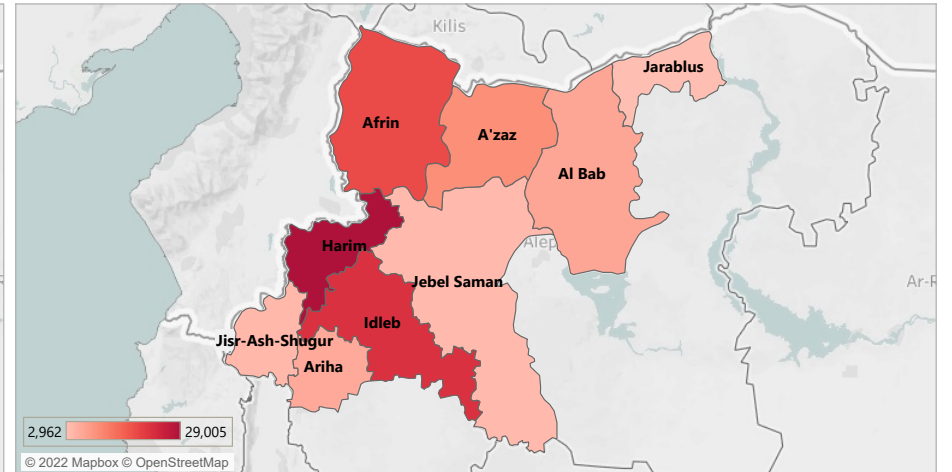 Kilis
Jarablus
Afrin
A'zaz
Al Bab
Harim
Alep
Jebel Saman
Ar-R
Idleb
Jisr-Ash-Shugur
Ariha
2,962
29,005
© 2022 Mapbox © OpenStreetMap